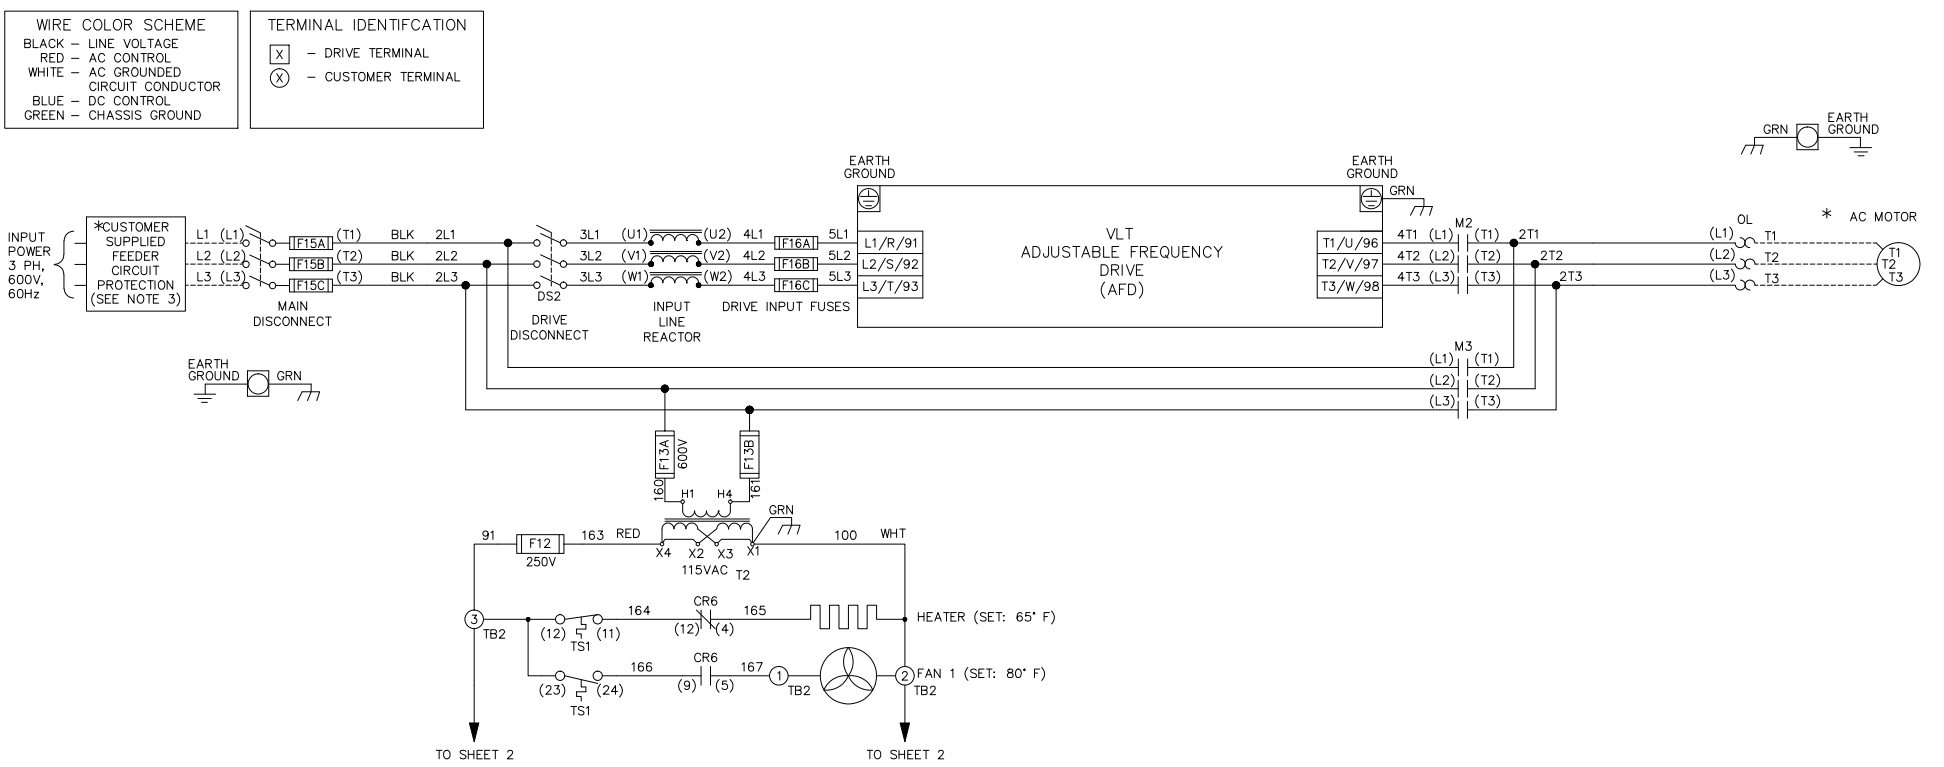 WIRE COLOR SCHEME
BLACK – LINE VOLTAGE
RED – AC CONTROL
WHITE – AC GROUNDED
CIRCUIT CONDUCTOR
BLUE – DC CONTROL
GREEN – CHASSIS GROUND
TERMINAL IDENTIFCATION
X – DRIVE TERMINAL
X – CUSTOMER TERMINAL
GRN
EARTH
GROUND
INPUT
POWER
3 PH,
600V,
60Hz
*CUSTOMER
SUPPLIED
FEEDER
CIRCUIT
PROTECTION
(SEE NOTE 3)
L1 (L1) F15A (T1) BLK 2L1
L2 (L2) F15B (T2) BLK 2L2
L3 (L3) F15C (T3) BLK 2L3
MAIN
DISCONNECT
DS2
DRIVE
DISCONNECT
3L1 (U1) (U2) 4L1 F16A 5L1
3L2 (V1) (V2) 4L2 F16B 5L2
3L3 (W1) (W2) 4L3 F16C 5L3
INPUT
LINE
REACTOR
DRIVE INPUT FUSES
EARTH
GROUND
L1/R/91
L2/S/92
L3/T/93
VLT
ADJUSTABLE FREQUENCY
DRIVE
(AFD)
EARTH
GROUND
GRN
T1/U/96
T2/V/97
T3/W/98
M2
4T1 (L1) (T1) 2T1
4T2 (L2) (T2) 2T2
4T3 (L3) (T3) 2T3
OL
(L1) T1
(L2) T2
(L3) T3
* AC MOTOR
T1
T2
T3
M3
(L1) (T1)
(L2) (T2)
(L3) (T3)
EARTH
GROUND
GRN
F13A
600V
F13B
160
161
H1 H4
GRN
91 F12 163 RED
250V
X4 X2 X3 X1
115VAC T2
100 WHT
3
TB2
(12) (11)
TS1
164
CR6
(12) (4)
165
HEATER (SET: 65° F)
(23) (24)
TS1
166
CR6
(9) (5)
167
1
TB2
2
TB2
FAN 1 (SET: 80° F)
TO SHEET 2
TO SHEET 2